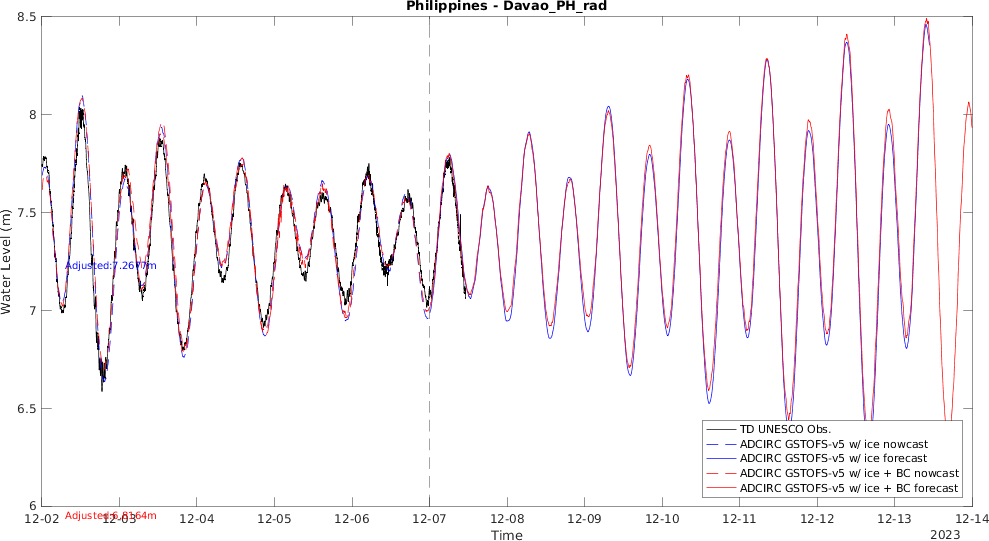 Philippines - Davao_PH_rad
8.5
8
7.5
7
6.5
6
Water Level (m)
Adjusted:7.2677m
Adjusted:6.8164m
TD UNESCO Obs.
ADCIRC GSTOFS-v5 w/ ice nowcast
ADCIRC GSTOFS-v5 w/ ice forecast
ADCIRC GSTOFS-v5 w/ ice + BC nowcast
ADCIRC GSTOFS-v5 w/ ice + BC forecast
12-02 12-03 12-04 12-05 12-06 12-07 12-08 12-09 12-10 12-11 12-12 12-13 12-14
Time
2023